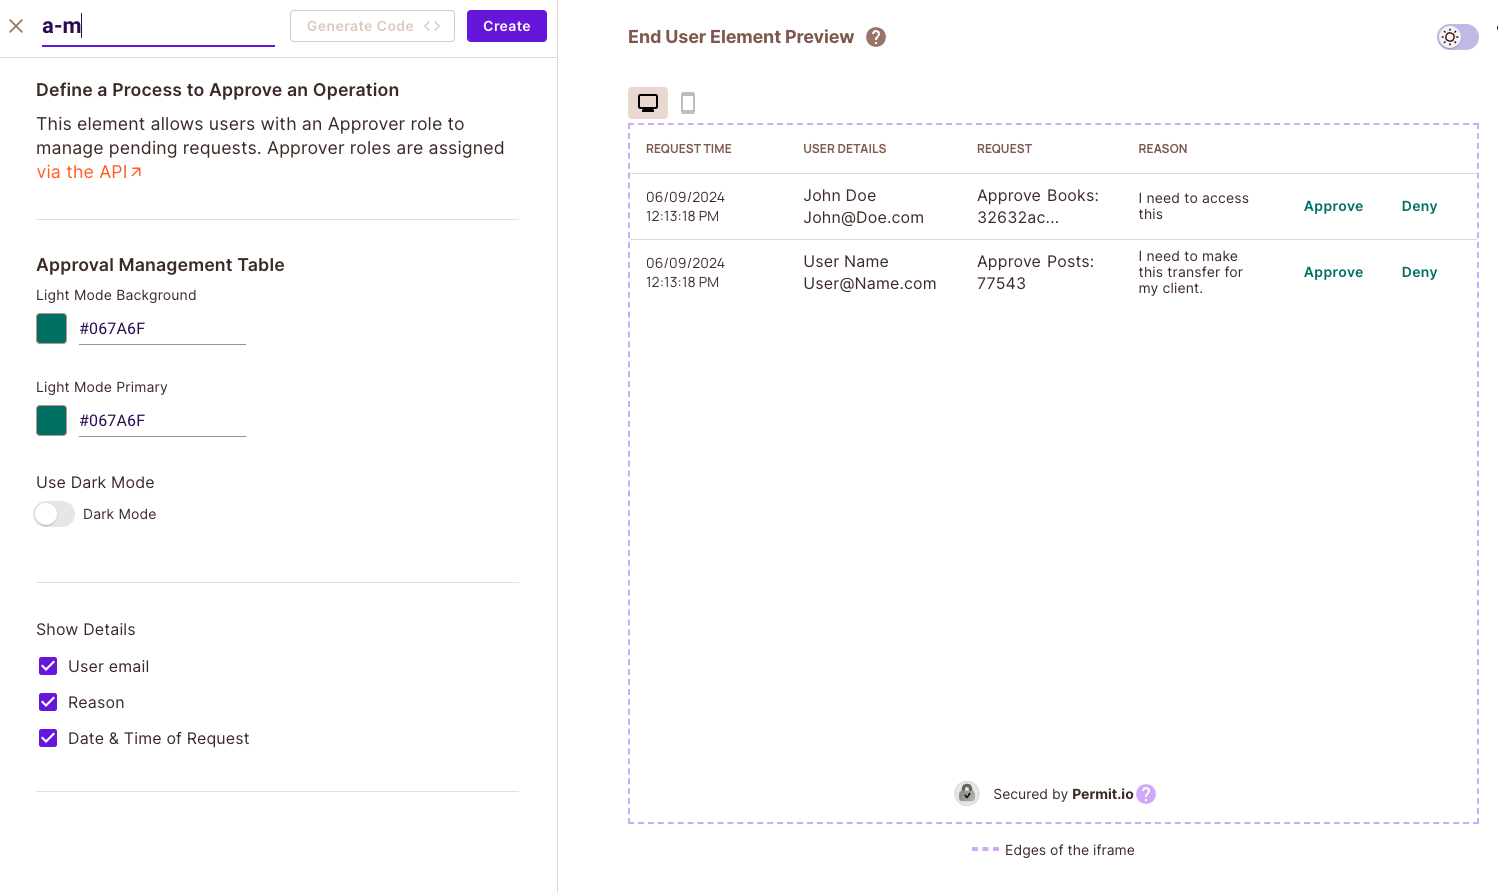 a-m
Generate Code <>
Create
Define a Process to Approve an Operation
This element allows users with an Approver role to
manage pending requests. Approver roles are assigned
via the API
Approval Management Table
Light Mode Background
#067A6F
Light Mode Primary
#067A6F
Use Dark Mode
Dark Mode
Show Details
User email
Reason
Date & Time of Request
End User Element Preview ?
REQUEST TIME USER DETAILS REQUEST REASON
06/09/2024
12:13:18 PM
John Doe
John@Doe.com
Approve Books:
32632ac...
I need to access
this
Approve
Deny
06/09/2024
12:13:18 PM
User Name
User@Name.com
Approve Posts:
77543
I need to make
this transfer for
my client.
Approve
Deny
Secured by Permit.io ?
Edges of the iframe